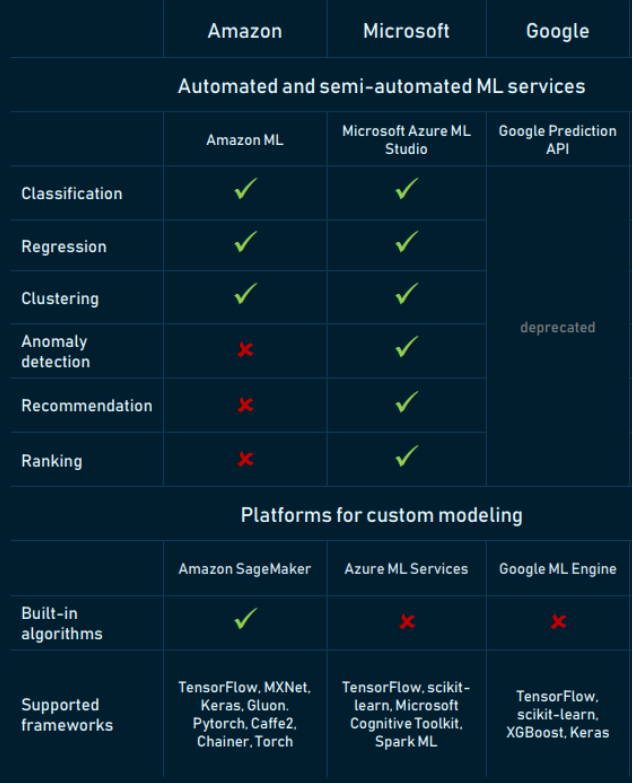 Amazon Microsoft Google
Automated and semi-automated ML services
Amazon ML
Microsoft Azure ML
Studio
Google Prediction
API
Classification ✓ ✓
Regression ✓ ✓
Clustering ✓ ✓
Anomaly
detection ✘ ✓
deprecated
Recommendation ✘ ✓
Ranking ✘ ✓
Platforms for custom modeling
Amazon SageMaker Azure ML Services Google ML Engine
Built-in
algorithms ✓ ✘ ✘
Supported
frameworks
TensorFlow, MXNet,
Keras, Gluon.
Pytorch, Caffe2,
Chainer, Torch
TensorFlow, scikit-
learn, Microsoft
Cognitive Toolkit,
Spark ML
TensorFlow,
scikit-learn,
XGBoost, Keras